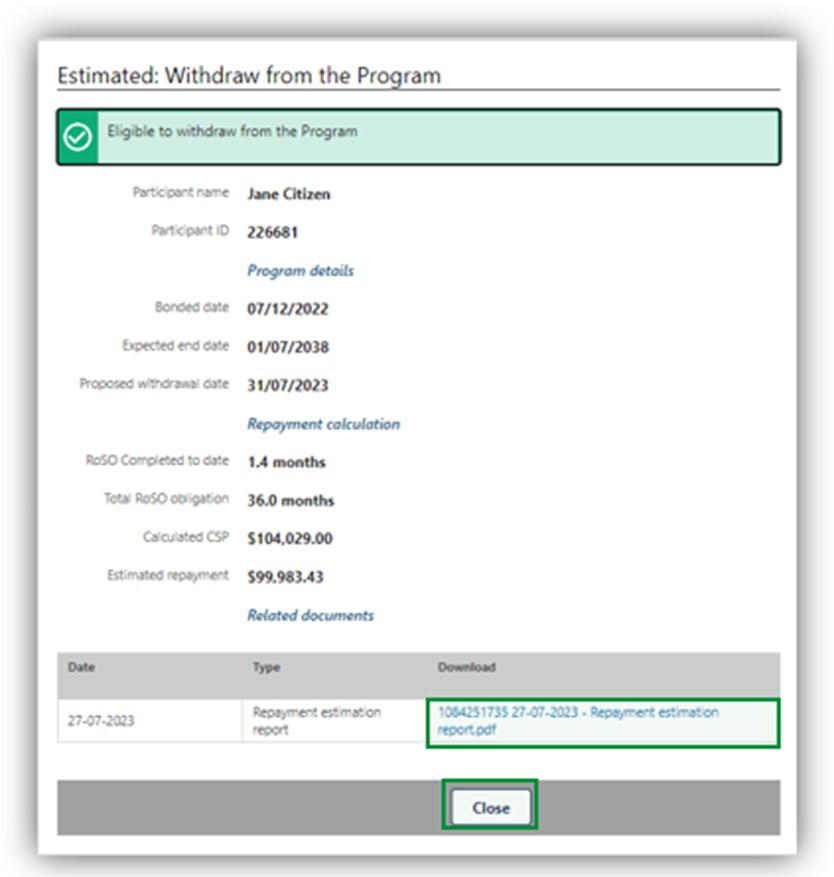 Estimated: Withdraw from the Program
Eligible to withdraw from the Program
Participant name Jane Citizen
Participant ID 226681
Program details
Bonded date 07/12/2022
Expected end date 01/07/2038
Proposed withdrawal date 31/07/2023
Repayment calculation
RoSO Completed to date 1.4 months
Total RoSO obligation 36.0 months
Calculated CSP $104,029.00
Estimated repayment $99,983.43
Related documents
Date Type Download
27-07-2023 Repayment estimation report 1084251735 27-07-2023 - Repayment estimation report.pdf
Close